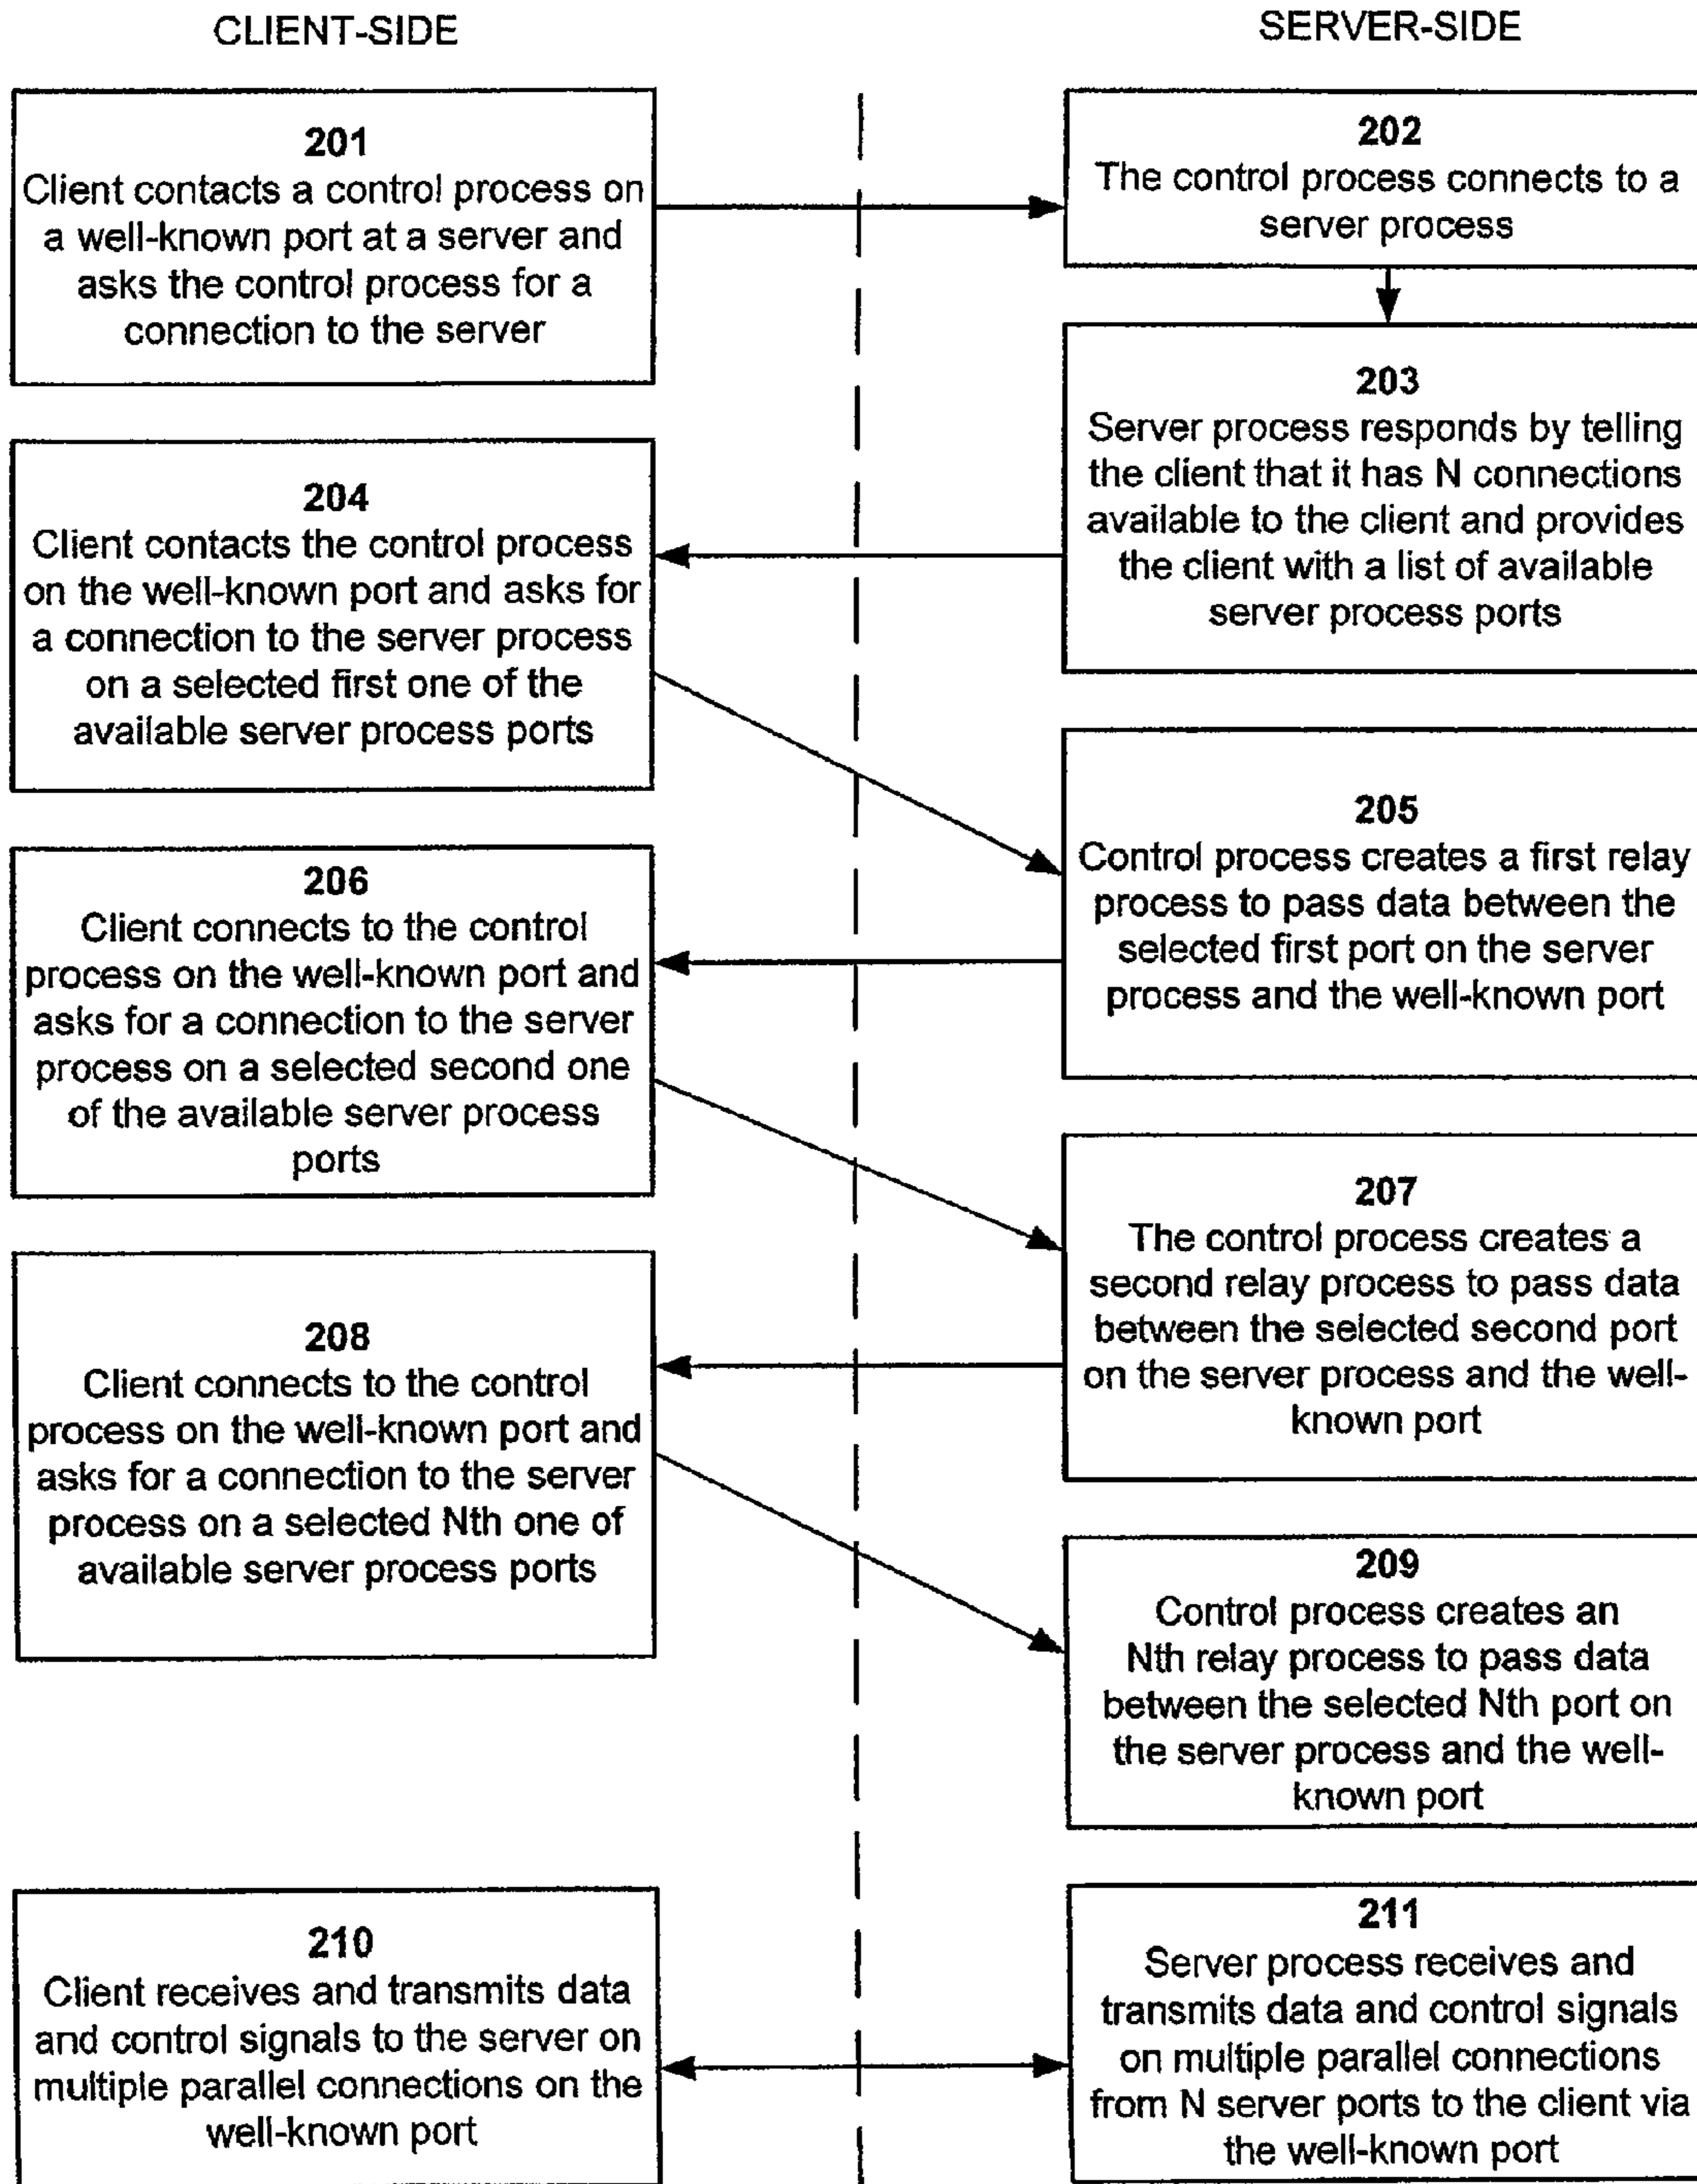 CLIENT-SIDE
SERVER-SIDE
201
Client contacts a control process on
a well-known port at a server and
asks the control process for a
connection to the server
202
The control process connects to a
server process
203
Server process responds by telling
the client that it has N connections
available to the client and provides
the client with a list of available
server process ports
204
Client contacts the control process
on the well-known port and asks for
a connection to the server process
on a selected first one of the
available server process ports
205
Control process creates a first relay
process to pass data between the
selected first port on the server
process and the well-known port
206
Client connects to the control
process on the well-known port and
asks for a connection to the server
process on a selected second one
of the available server process
ports
207
The control process creates a
second relay process to pass data
between the selected second port
on the server process and the well-
known port
208
Client connects to the control
process on the well-known port and
asks for a connection to the server
process on a selected Nth one of
available server process ports
209
Control process creates an
Nth relay process to pass data
between the selected Nth port on
the server process and the well-
known port
210
Client receives and transmits data
and control signals to the server on
multiple parallel connections on the
well-known port
211
Server process receives and
transmits data and control signals
on multiple parallel connections
from N server ports to the client via
the well-known port